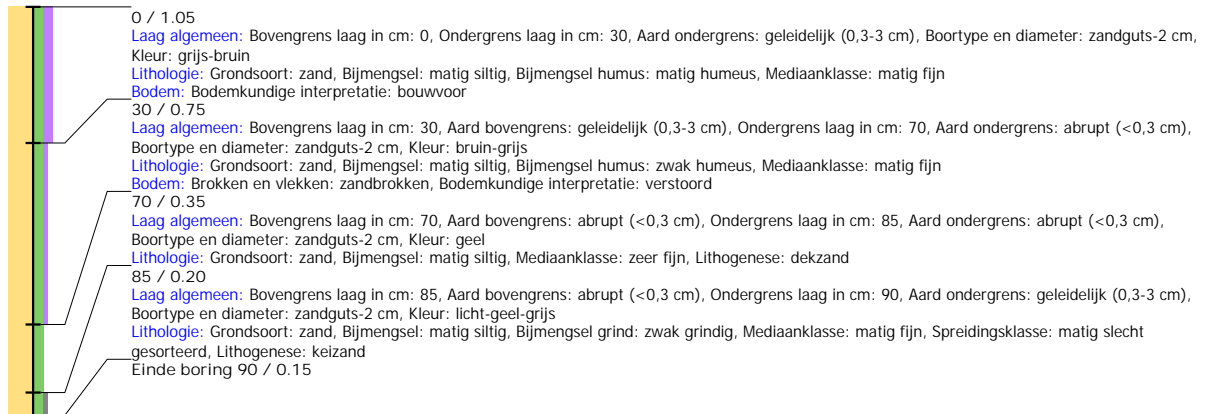 0 / 1.05
Laag algemeen: Bovengrens laag in cm: 0, Ondergrens laag in cm: 30, Aard ondergrens: geleidelijk (0,3-3 cm), Boortype en diameter: zandguts-2 cm,
Kleur: grijs-bruin
Lithologie: Grondsoort: zand, Bijmengsel: matig siltig, Bijmengsel humus: matig humeus, Mediaanklasse: matig fijn
Bodem: Bodemkundige interpretatie: bouwvoor
30 / 0.75
Laag algemeen: Bovengrens laag in cm: 30, Aard bovengrens: geleidelijk (0,3-3 cm), Ondergrens laag in cm: 70, Aard ondergrens: abrupt (<0,3 cm),
Boortype en diameter: zandguts-2 cm, Kleur: bruin-grijs
Lithologie: Grondsoort: zand, Bijmengsel: matig siltig, Bijmengsel humus: zwak humeus, Mediaanklasse: matig fijn
Bodem: Brokken en vlekken: zandbrokken, Bodemkundige interpretatie: verstoord
70 / 0.35
Laag algemeen: Bovengrens laag in cm: 70, Aard bovengrens: abrupt (<0,3 cm), Ondergrens laag in cm: 85, Aard ondergrens: abrupt (<0,3 cm),
Boortype en diameter: zandguts-2 cm, Kleur: geel
Lithologie: Grondsoort: zand, Bijmengsel: matig siltig, Mediaanklasse: zeer fijn, Lithogenese: dekzand
85 / 0.20
Laag algemeen: Bovengrens laag in cm: 85, Aard bovengrens: abrupt (<0,3 cm), Ondergrens laag in cm: 90, Aard ondergrens: geleidelijk (0,3-3 cm),
Boortype en diameter: zandguts-2 cm, Kleur: licht-geel-grijs
Lithologie: Grondsoort: zand, Bijmengsel: matig siltig, Bijmengsel grind: zwak grindig, Mediaanklasse: matig fijn, Spreidingsklasse: matig slecht
gesorteerd, Lithogenese: keizand
Einde boring 90 / 0.15